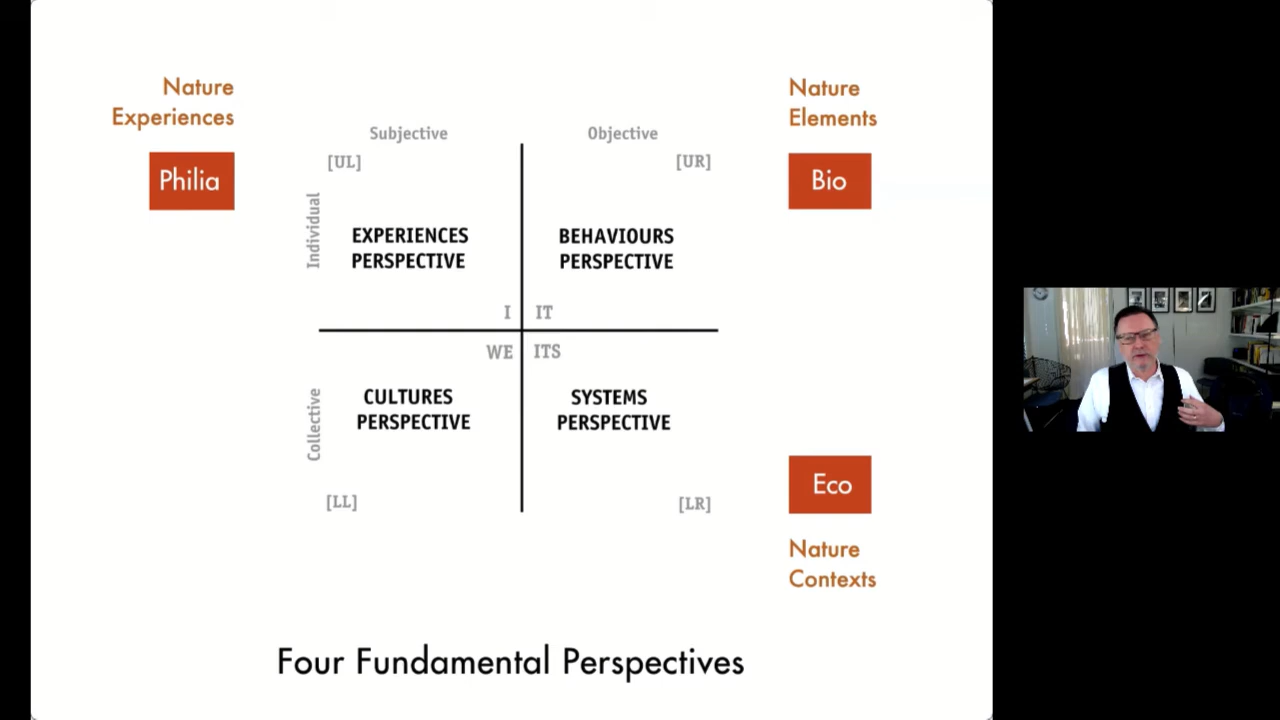 Nature
Experiences
Philia
Nature
Elements
Bio
Subjective
Objective
[UL]
[UR]
Individual
EXPERIENCES
PERSPECTIVE
BEHAVIOURS
PERSPECTIVE
I
IT
WE
ITS
Collective
CULTURES
PERSPECTIVE
SYSTEMS
PERSPECTIVE
[LL]
[LR]
Eco
Nature
Contexts
Four Fundamental Perspectives